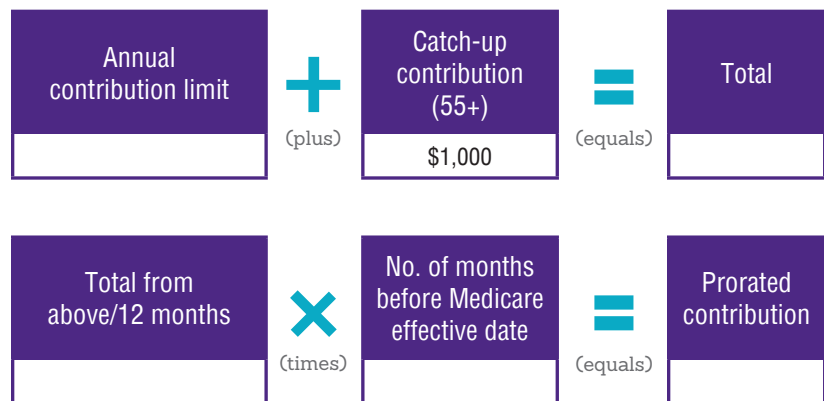 Annual
contribution limit
+
(plus)
Catch-up
contribution
(55+)
$1,000
=
(equals)
Total
Total from
above/12 months
×
(times)
No. of months
before Medicare
effective date
=
(equals)
Prorated
contribution